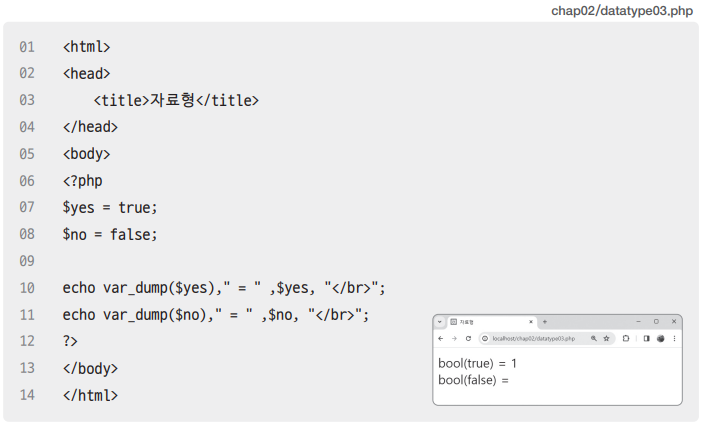 chap02/datatype03.php
01 <html>
02 <head>
03     <title>자료형</title>
04 </head>
05 <body>
06 <?php
07 $yes = true;
08 $no = false;
09
10 echo var_dump($yes)," = " ,$yes, "</br>";
11 echo var_dump($no)," = " ,$no, "</br>";
12 ?>
13 </body>
14 </html>
자료형
localhost/chap02/datatype03.php
bool(true) = 1
bool(false) =